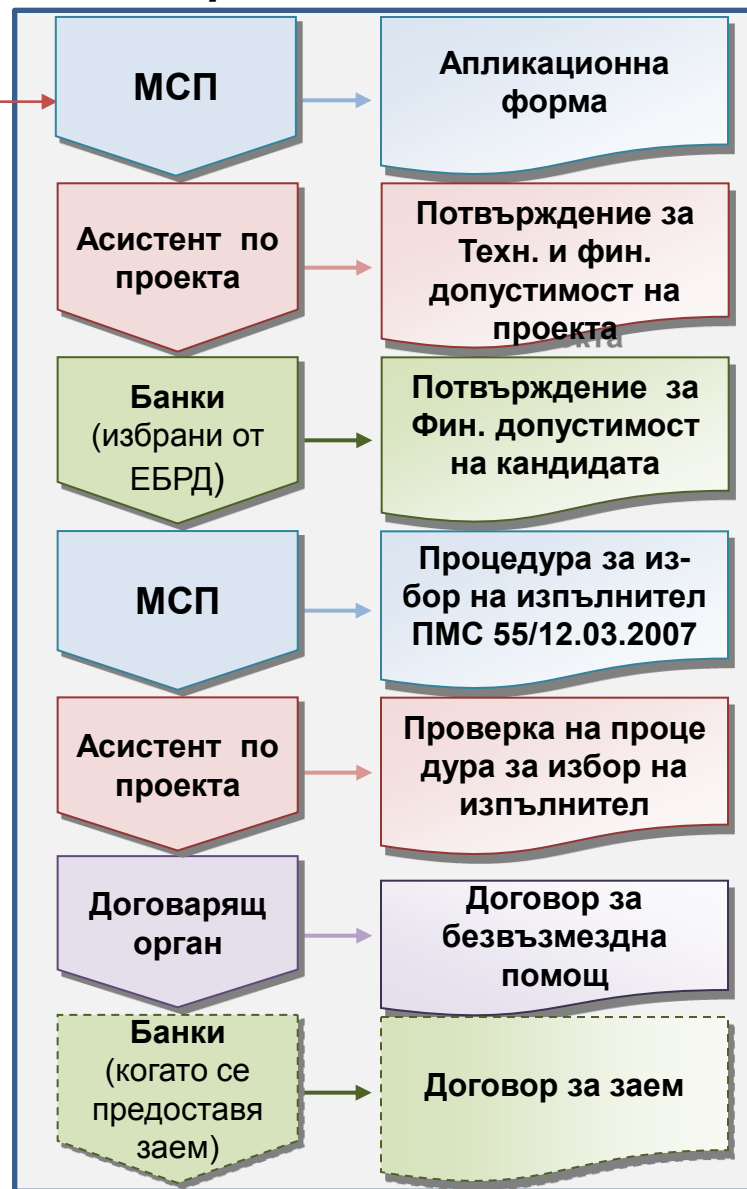 МСП
Апликационна
форма
Асистент по
проекта
Потвърждение за
Техн. и фин.
допустимост на
проекта
Банки
(избрани от
ЕБРД)
Потвърждение за
Фин. допустимост
на кандидата
МСП
Процедура за из-
бор на изпълнител
ПМС 55/12.03.2007
Асистент по
проекта
Проверка на проце
дура за избор на
изпълнител
Договарящ
орган
Договор за
безвъзмездна
помощ
Банки
(когато се
предоставя
заем)
Договор за заем